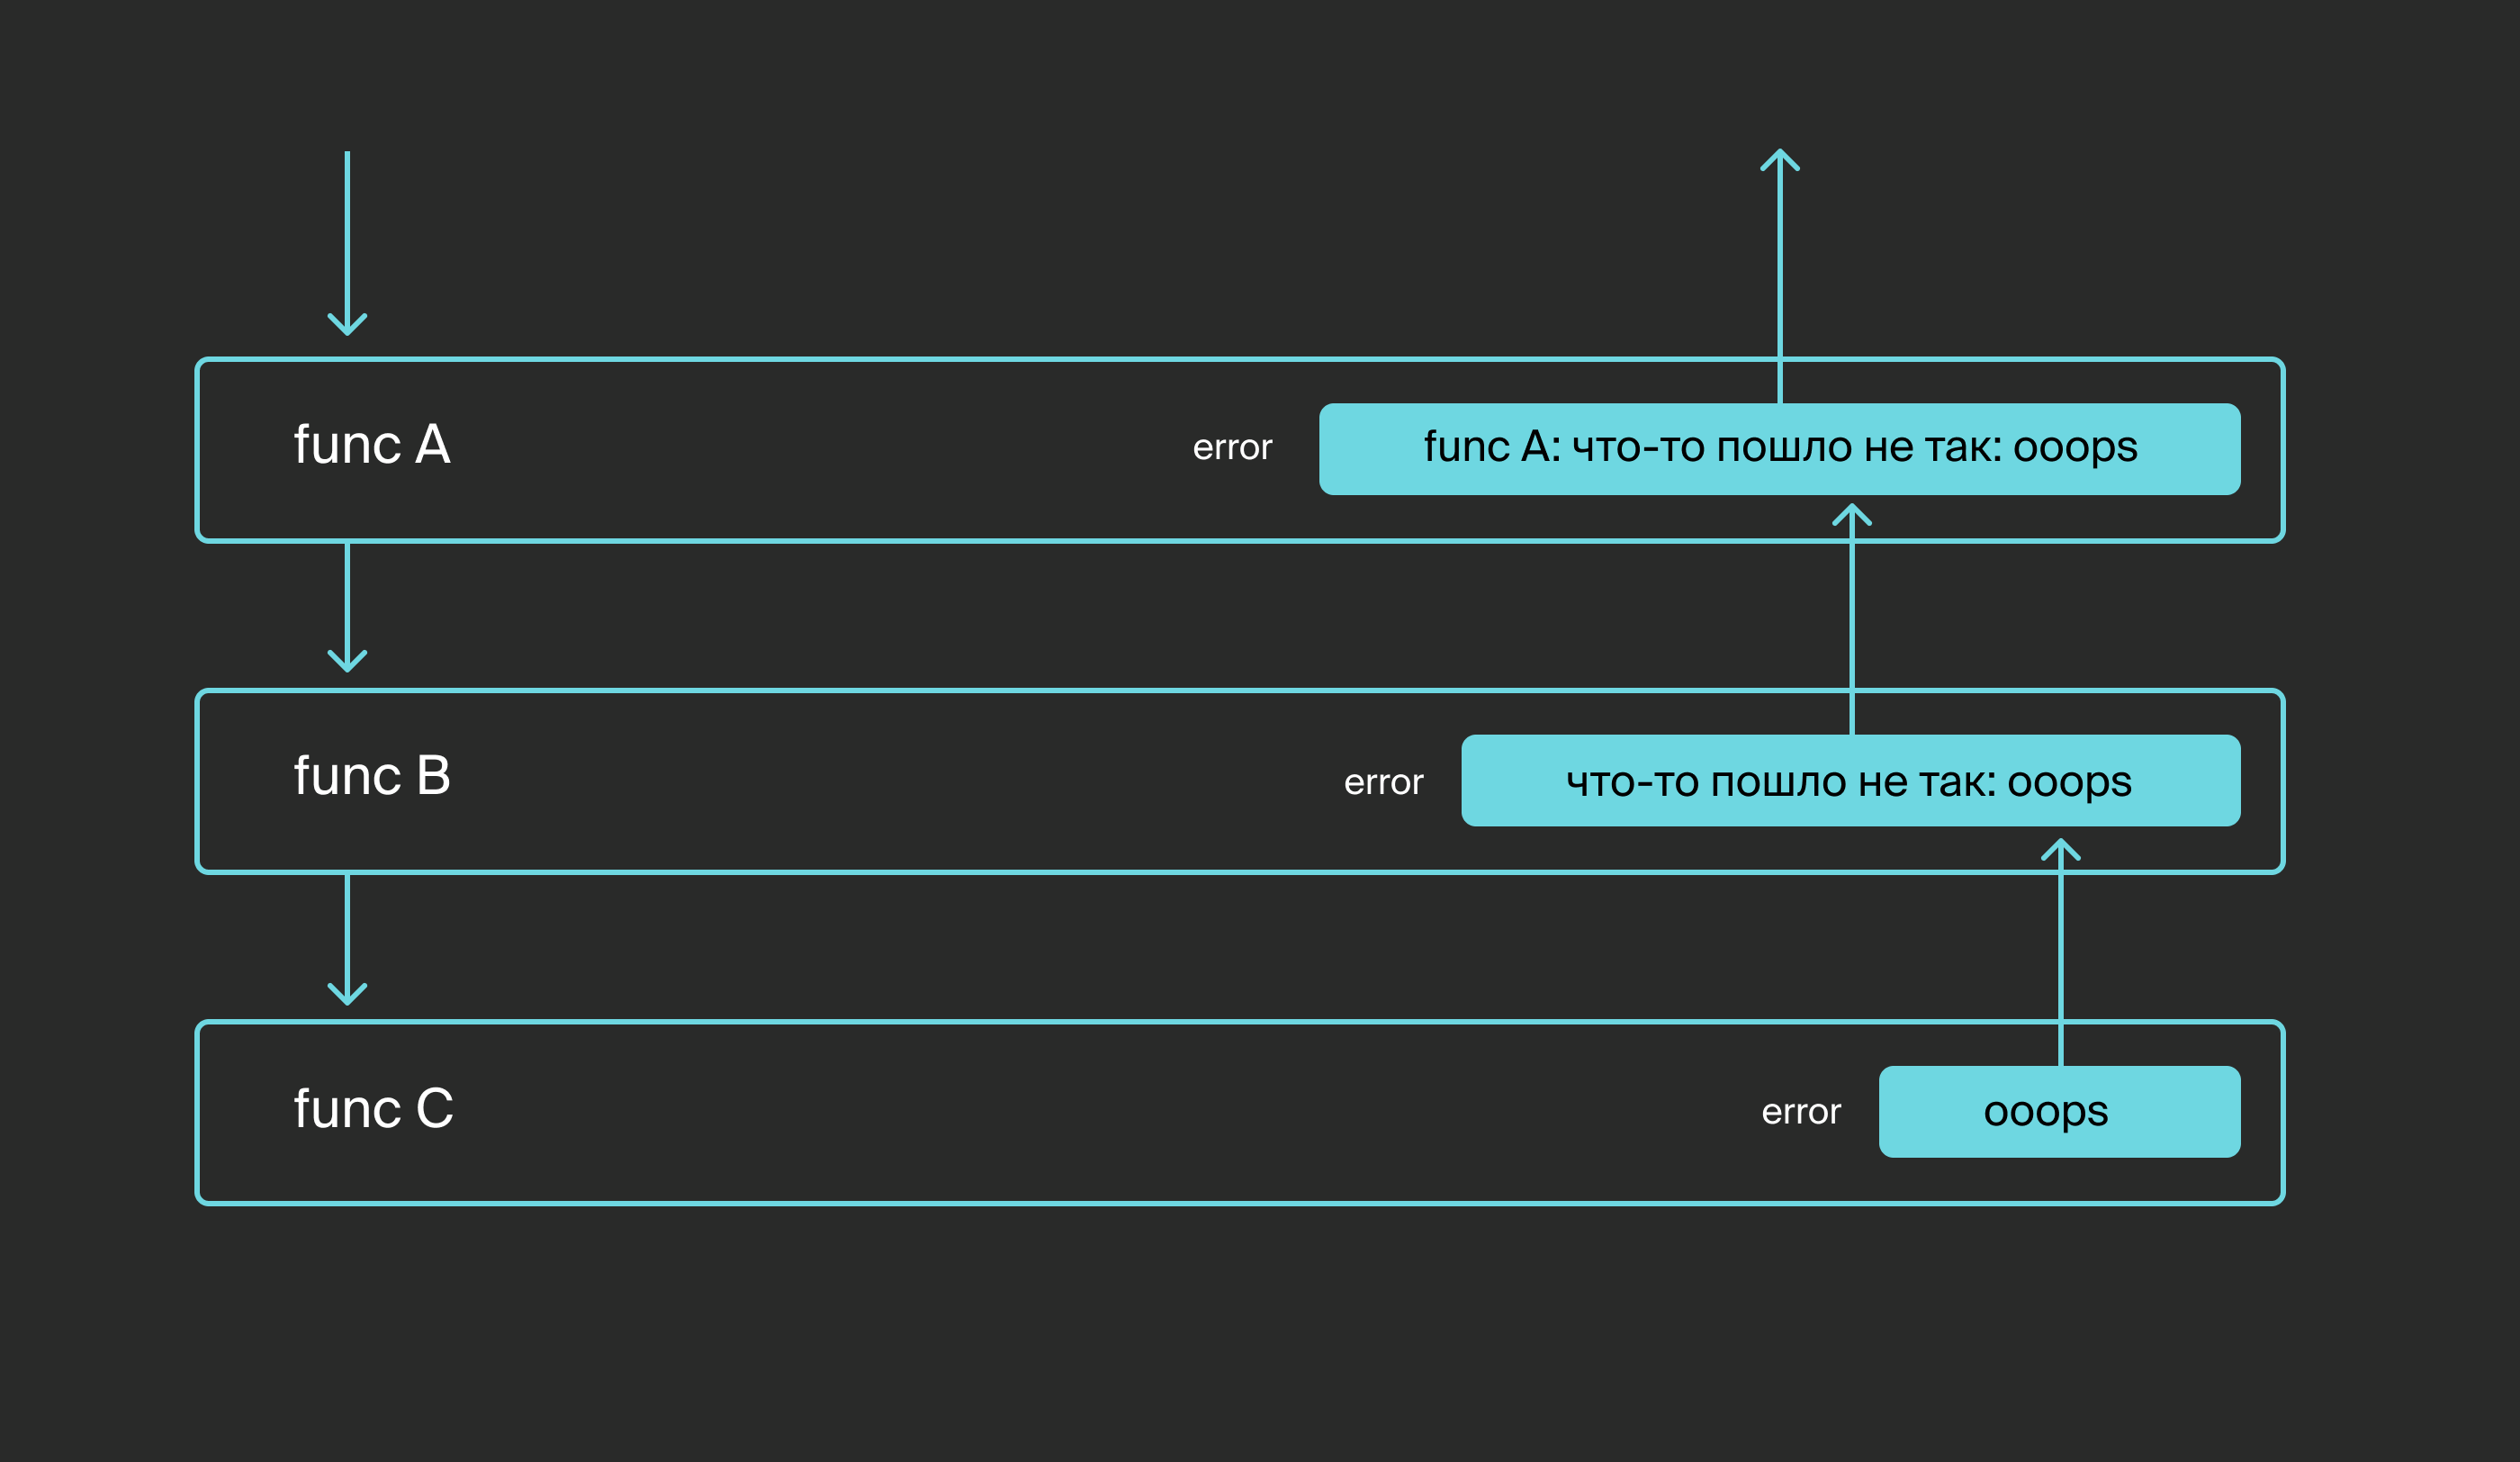 func A
error
func A: что-то пошло не так: ooops
func B
error
что-то пошло не так: ooops
func C
error
ooops